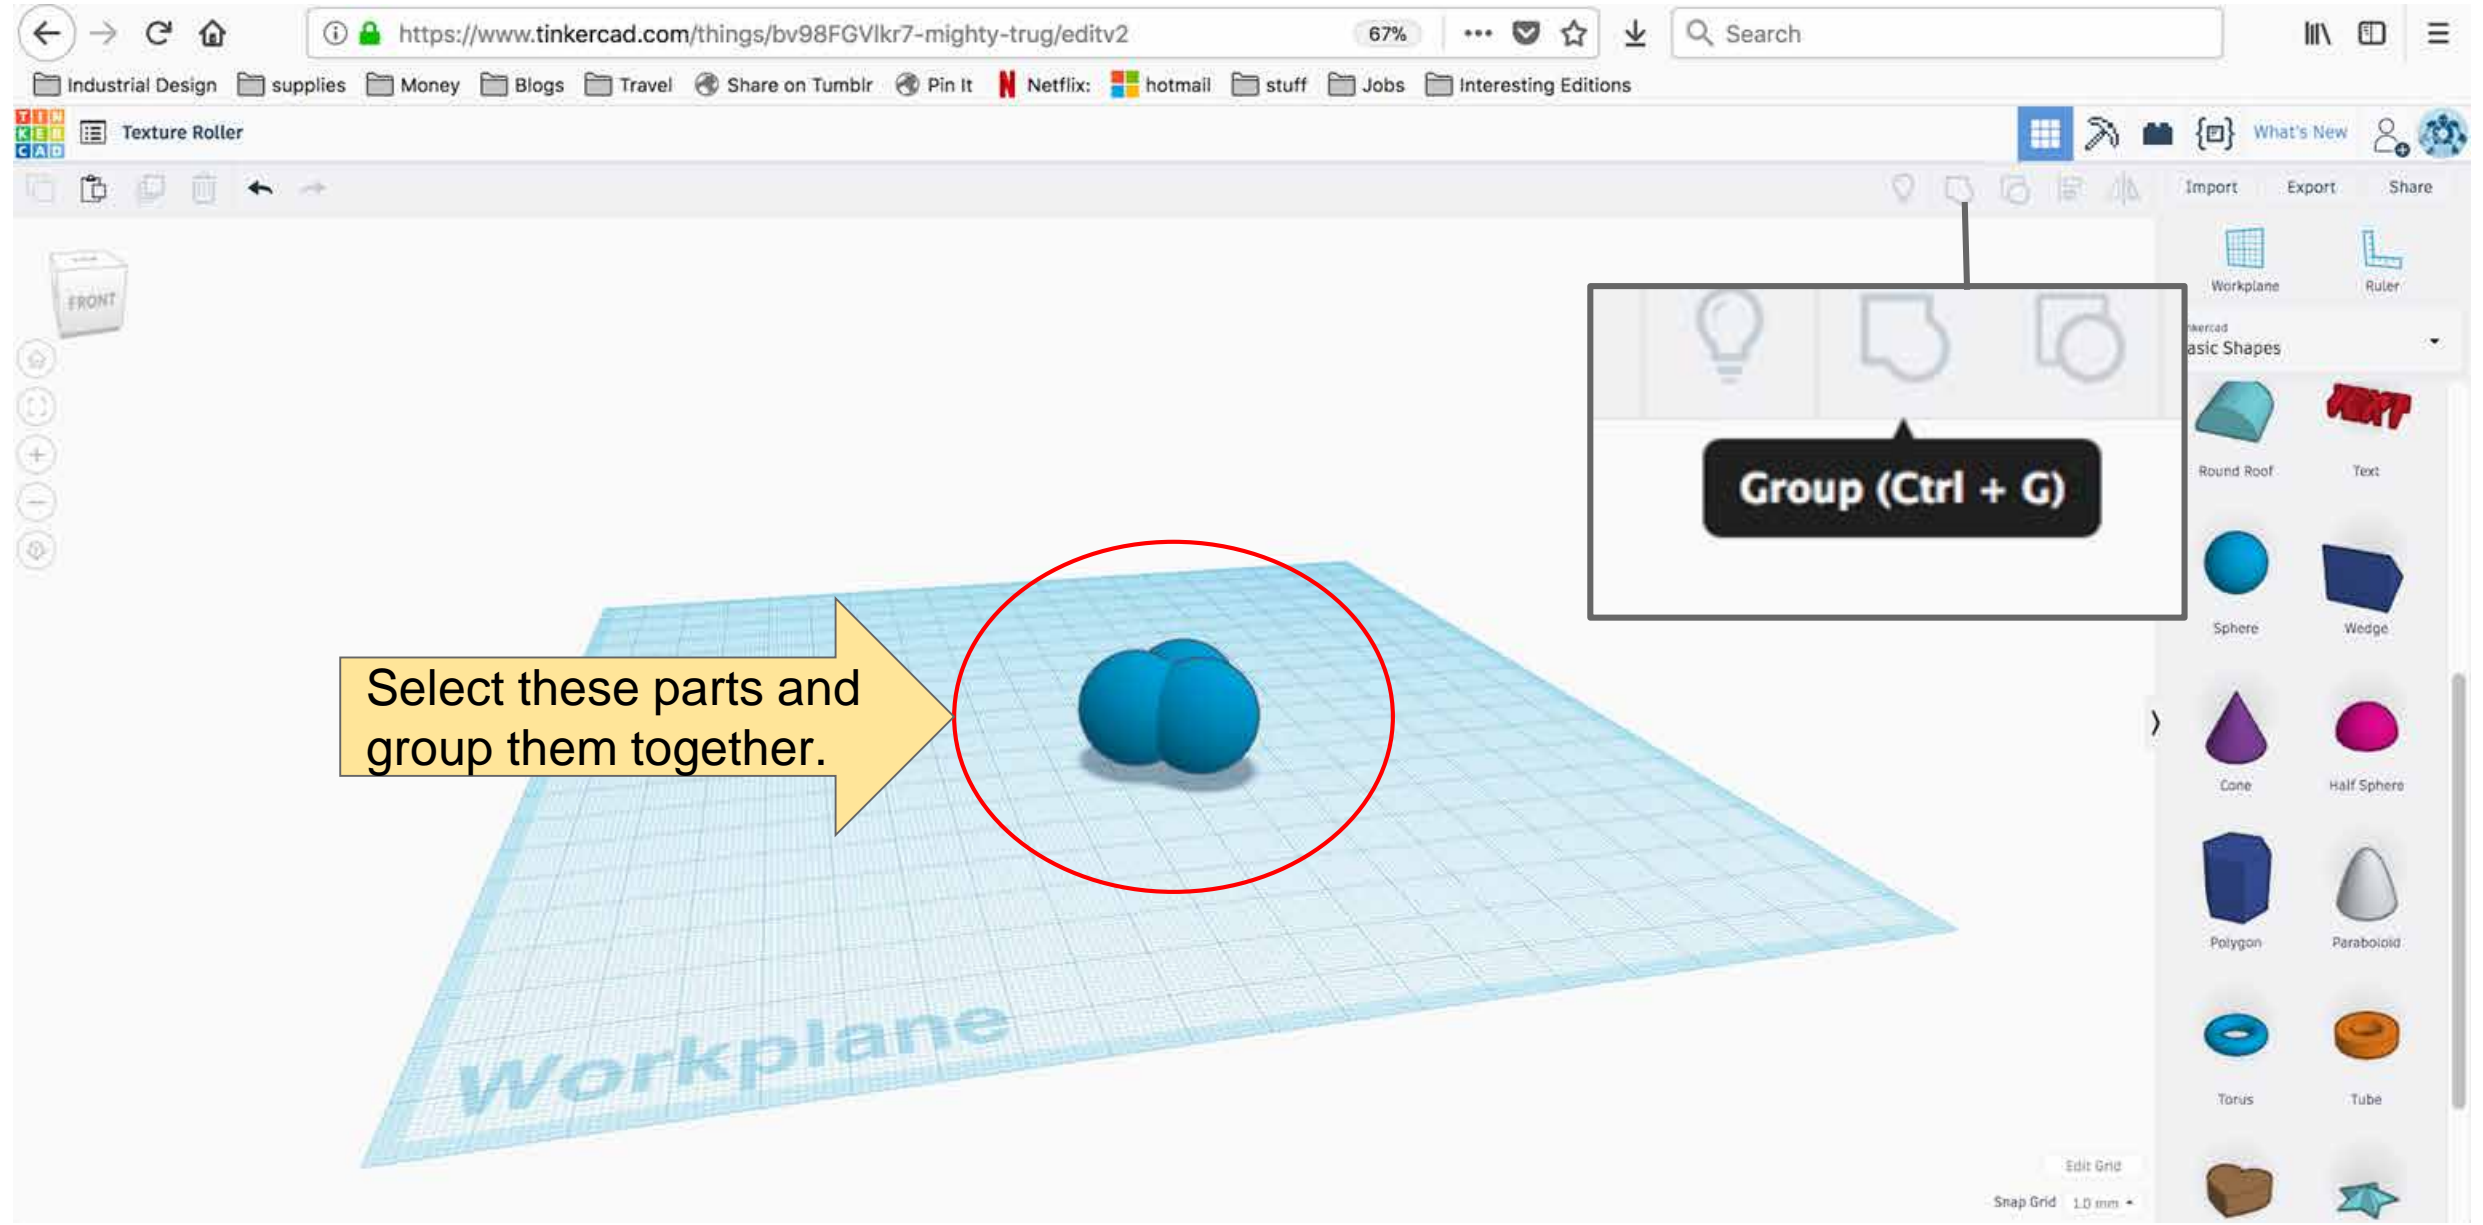 https://www.tinkercad.com/things/bv98FGVlkr7-mighty-trug/editv2
67%
Search
Industrial Design
supplies
Money
Blogs
Travel
Share on Tumblr
Pin It
Netflix:
hotmail
stuff
Jobs
Interesting Editions
TIN
KER
CAD
Texture Roller
What's New
Import
Export
Share
FRONT
Workplane
Ruler
asic Shapes
Group (Ctrl + G)
Round Roof
Text
Sphere
Wedge
Select these parts and
group them together.
Cone
Half Sphere
Polygon
Paraboloid
Workplane
Torus
Tube
Edit Grid
Snap Grid 1.0 mm